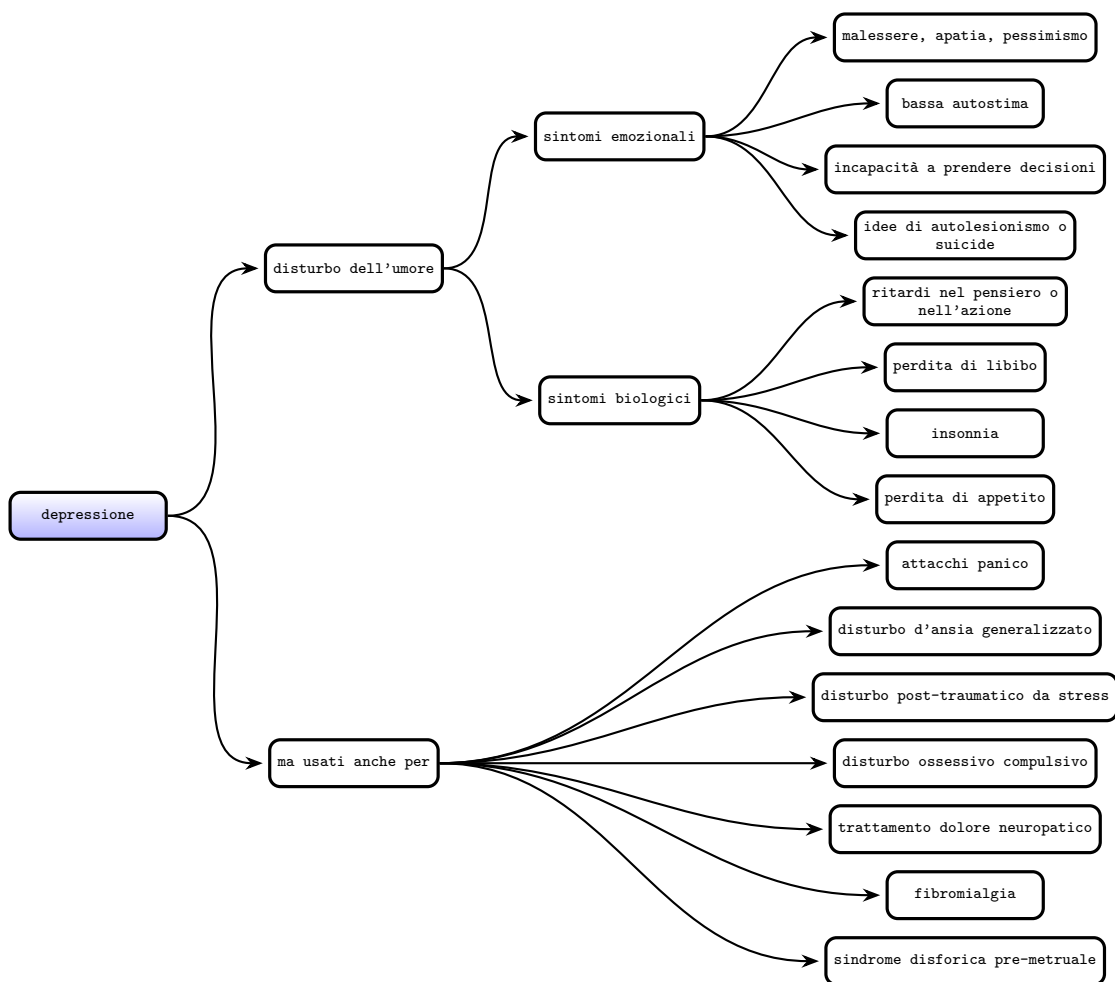 malessere, apatia, pessimismo
bassa autostima
sintomi emozionali
incapacità a prendere decisioni
idee di autolesionismo o
suicide
disturbo dell'umore
ritardi nel pensiero o
nell'azione
perdita di libibo
sintomi biologici
insonnia
perdita di appetito
depressione
attacchi panico
disturbo d'ansia generalizzato
disturbo post-traumatico da stress
ma usati anche per
disturbo ossessivo compulsivo
trattamento dolore neuropatico
fibromialgia
sindrome disforica pre-metruale